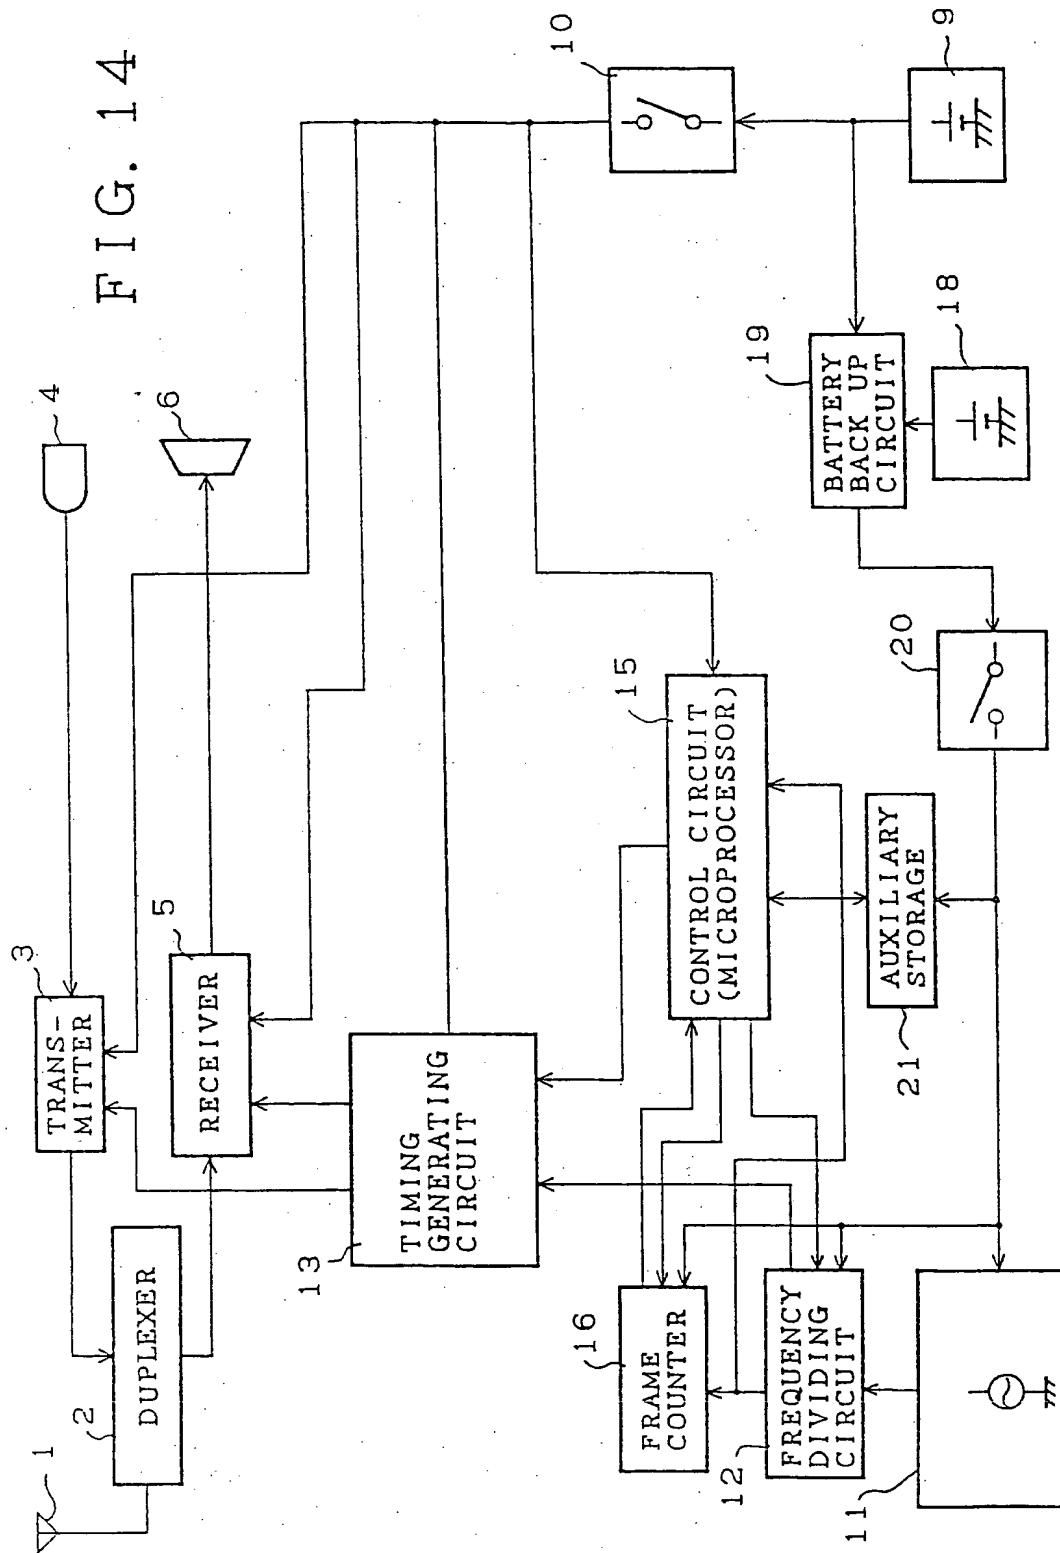 FIG. 14
1
2
DUPLEXER
3
TRANS-
MITTER
4
5
RECEIVER
6
13
TIMING
GENERATING
CIRCUIT
10
15
CONTROL CIRCUIT
(MICROPROCESSOR)
16
FRAME
COUNTER
12
FREQUENCY
DIVIDING
CIRCUIT
11
21
AUXILIARY
STORAGE
20
19
BATTERY
BACK UP
CIRCUIT
18
9